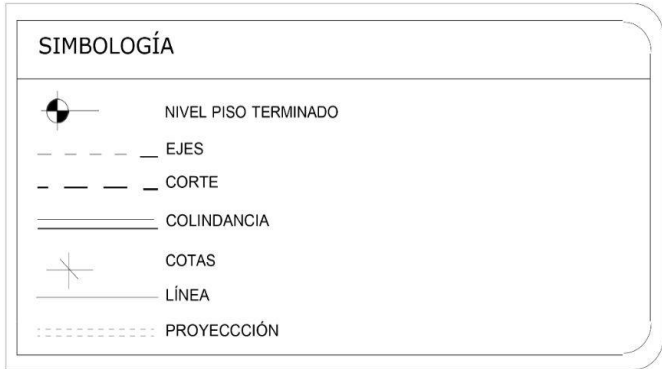 SIMBOLOGÍA
NIVEL PISO TERMINADO
EJES
CORTE
COLINDANCIA
COTAS
LÍNEA
PROYECCCIÓN